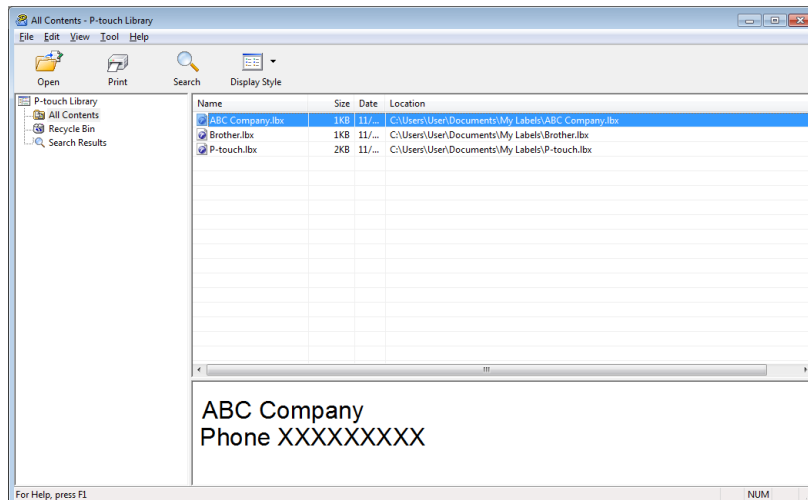 All Contents - P-touch Library
File Edit View Tool Help
Open Print Search Display Style
P-touch Library
All Contents
Recycle Bin
Search Results
Name Size Date Location
ABC Company.lbx 1KB 11/... C:\Users\User\Documents\My Labels\ABC Company.lbx
Brother.lbx 1KB 11/... C:\Users\User\Documents\My Labels\Brother.lbx
P-touch.lbx 2KB 11/... C:\Users\User\Documents\My Labels\P-touch.lbx
ABC Company
Phone XXXXXXXXX
For Help, press F1 NUM